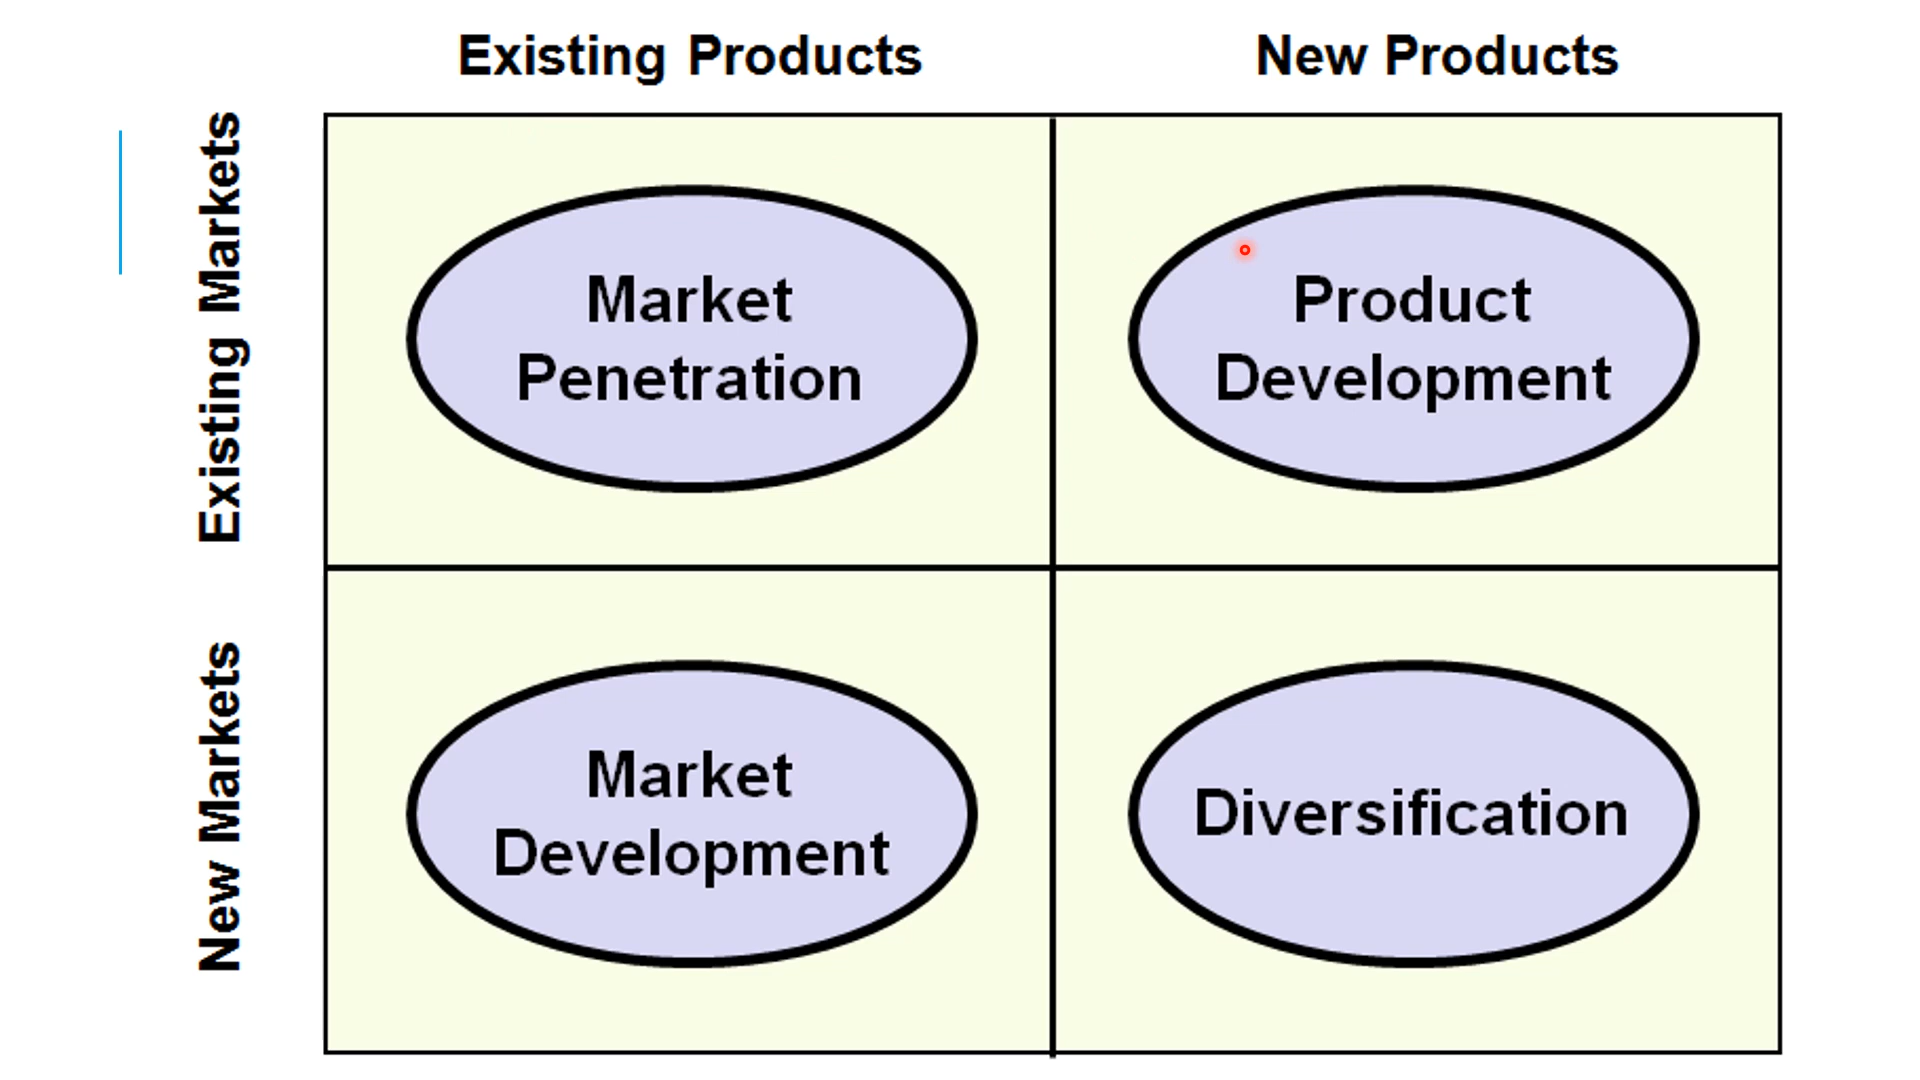 Existing Products
New Products
Existing Markets
Market
Penetration
Product
Development
New Markets
Market
Development
Diversification